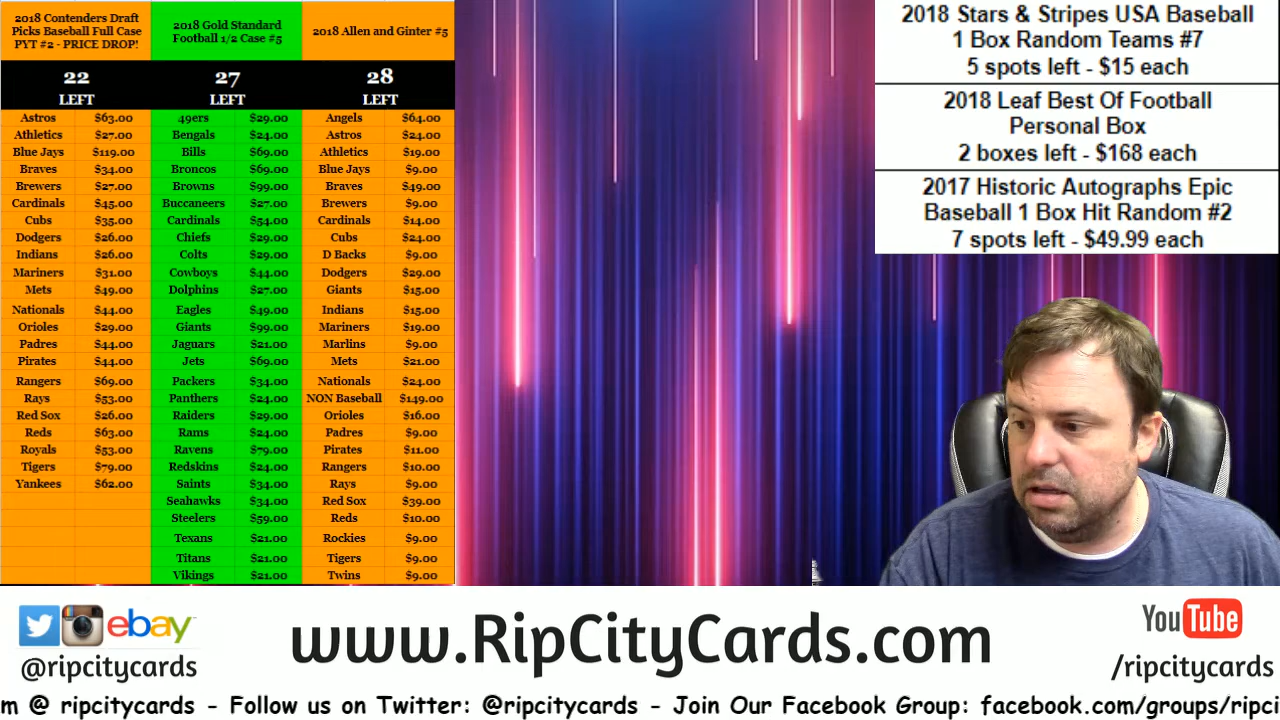 2018 Contenders Draft
Picks Baseball Full Case
PYT #2 - PRICE DROP!
22
LEFT
Astros $63.00
Athletics $27.00
Blue Jays $119.00
Braves $34.00
Brewers $27.00
Cardinals $45.00
Cubs $35.00
Dodgers $26.00
Indians $26.00
Mariners $31.00
Mets $49.00
Nationals $44.00
Orioles $29.00
Padres $44.00
Pirates $44.00
Rangers $69.00
Rays $53.00
Red Sox $26.00
Reds $63.00
Royals $53.00
Tigers $79.00
Yankees $62.00
2018 Gold Standard
Football 1/2 Case #5
27
LEFT
49ers $29.00
Bengals $24.00
Bills $69.00
Broncos $69.00
Browns $99.00
Buccaneers $27.00
Cardinals $54.00
Chiefs $29.00
Colts $29.00
Cowboys $44.00
Dolphins $27.00
Eagles $49.00
Giants $99.00
Jaguars $21.00
Jets $69.00
Packers $34.00
Panthers $24.00
Raiders $29.00
Rams $24.00
Ravens $79.00
Redskins $24.00
Saints $34.00
Seahawks $34.00
Steelers $59.00
Texans $21.00
Titans $21.00
Vikings $21.00
2018 Allen and Ginter #5
28
LEFT
Angels $64.00
Astros $24.00
Athletics $19.00
Blue Jays $9.00
Braves $49.00
Brewers $9.00
Cardinals $14.00
Cubs $24.00
D Backs $9.00
Dodgers $29.00
Giants $15.00
Indians $15.00
Mariners $19.00
Marlins $9.00
Mets $21.00
Nationals $24.00
NON Baseball $149.00
Orioles $16.00
Padres $9.00
Pirates $11.00
Rangers $10.00
Rays $9.00
Red Sox $39.00
Reds $10.00
Rockies $9.00
Tigers $9.00
Twins $9.00
2018 Stars & Stripes USA Baseball
1 Box Random Teams #7
5 spots left - $15 each
2018 Leaf Best Of Football
Personal Box
2 boxes left - $168 each
2017 Historic Autographs Epic
Baseball 1 Box Hit Random #2
7 spots left - $49.99 each
ebay
@ripcitycards
www.RipCityCards.com
YouTube
/ripcitycards
m @ ripcitycards - Follow us on Twitter: @ripcitycards - Join Our Facebook Group: facebook.com/groups/ripci